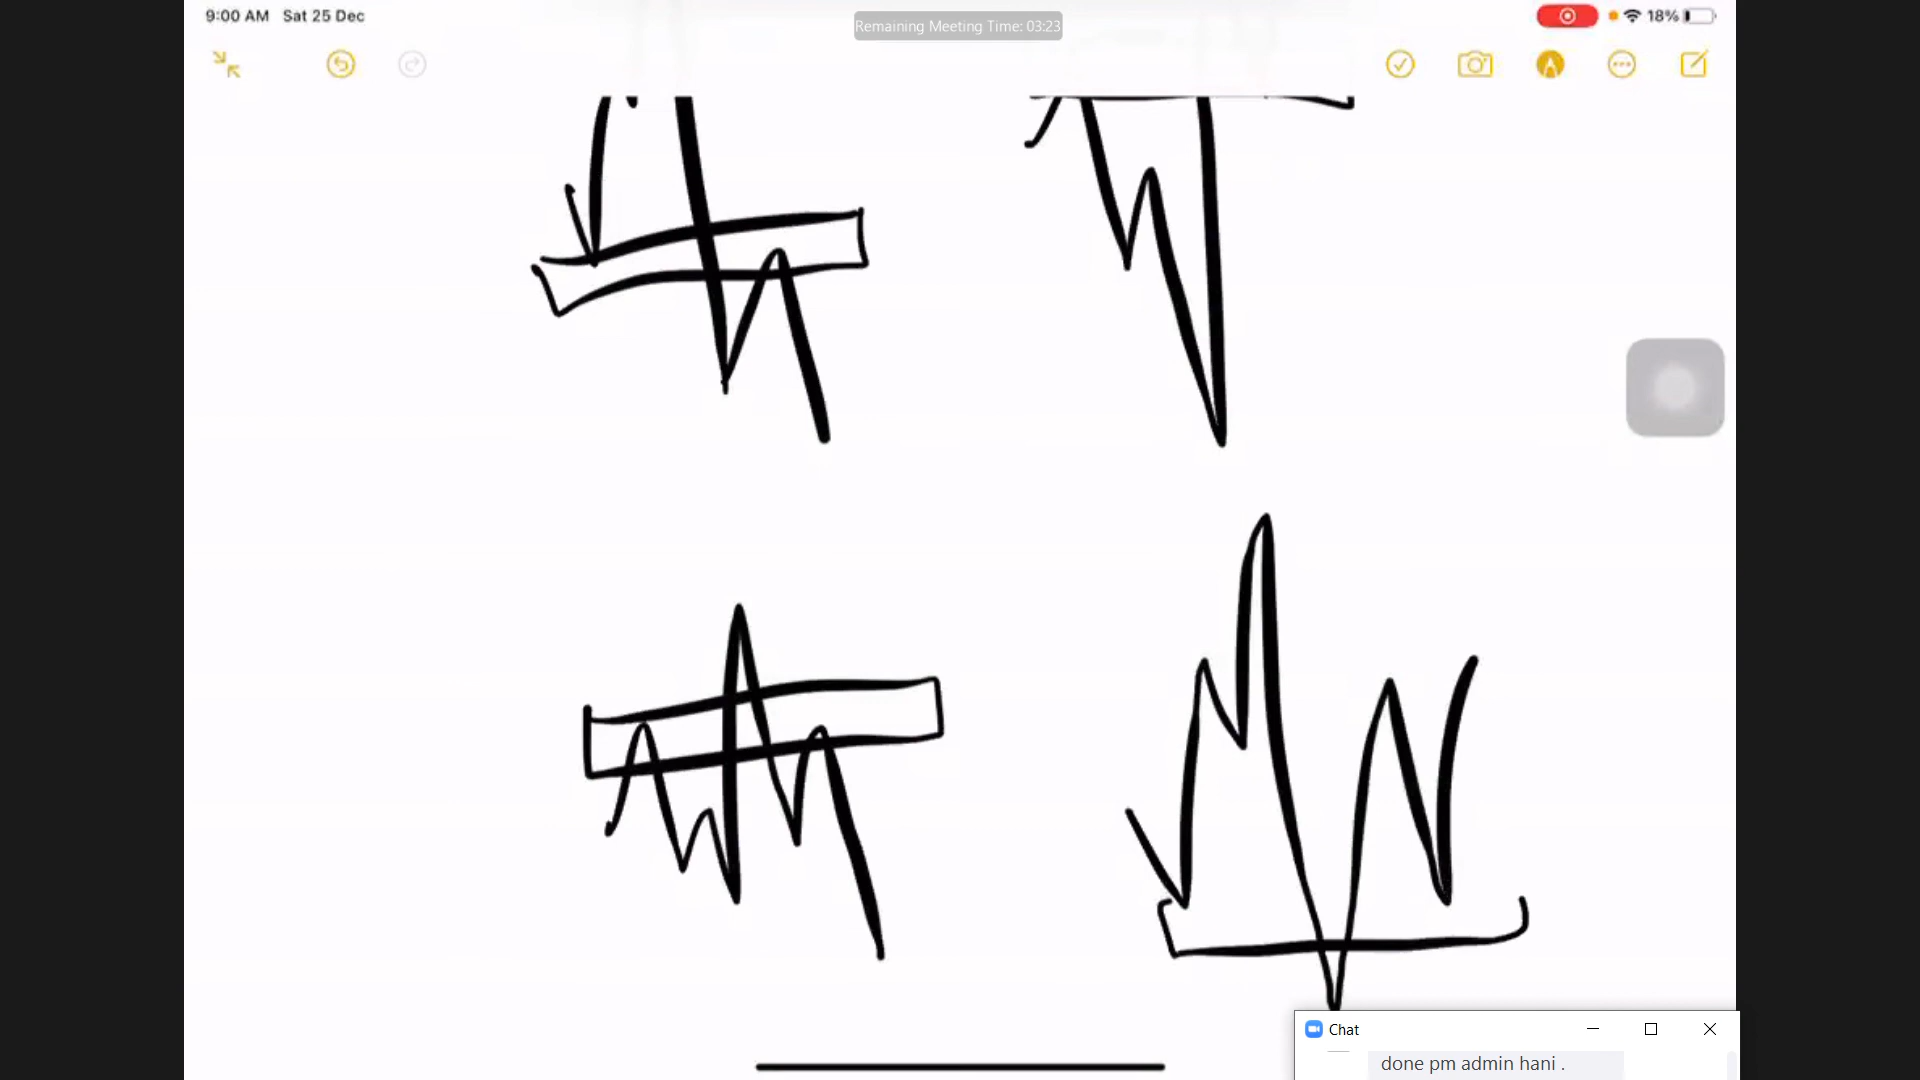 9:00 AM Sat 25 Dec
Remaining Meeting Time: 03:23
18%
Chat
done pm admin hani .